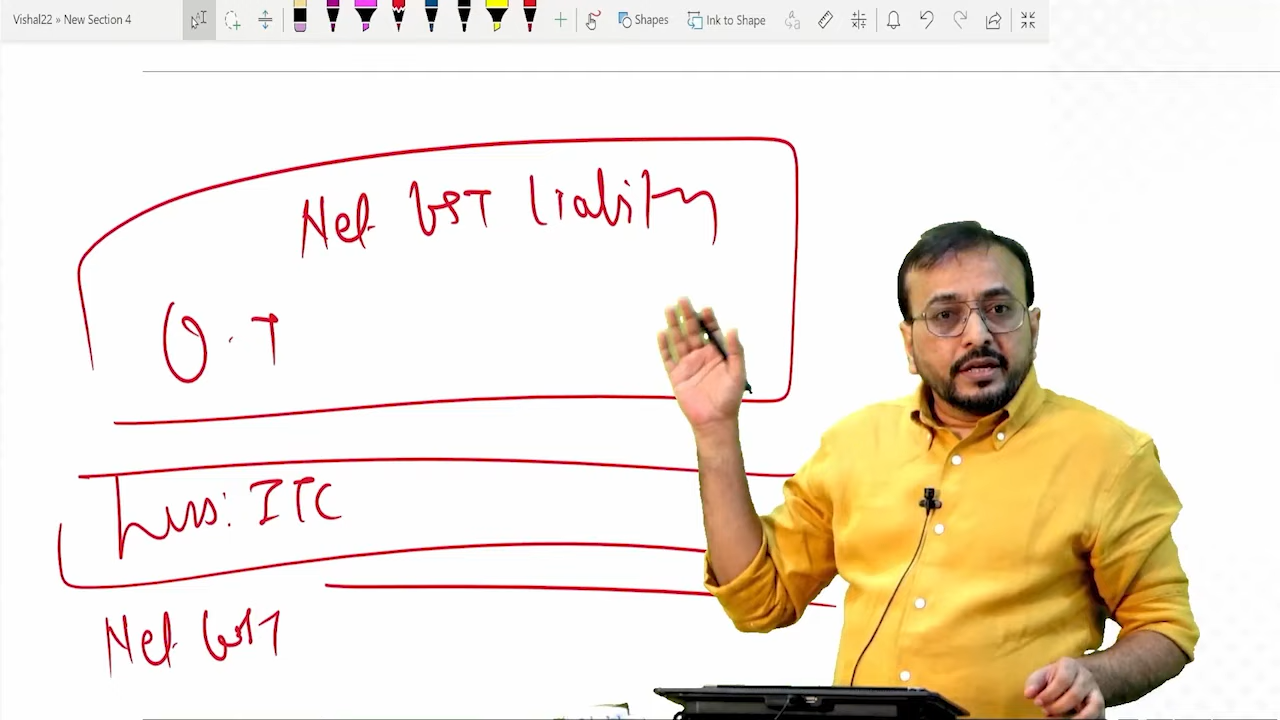 Vishal22 » New Section 4
Shapes
Ink to Shape
Net GST Liability
O.T
Less: ITC
Net GST